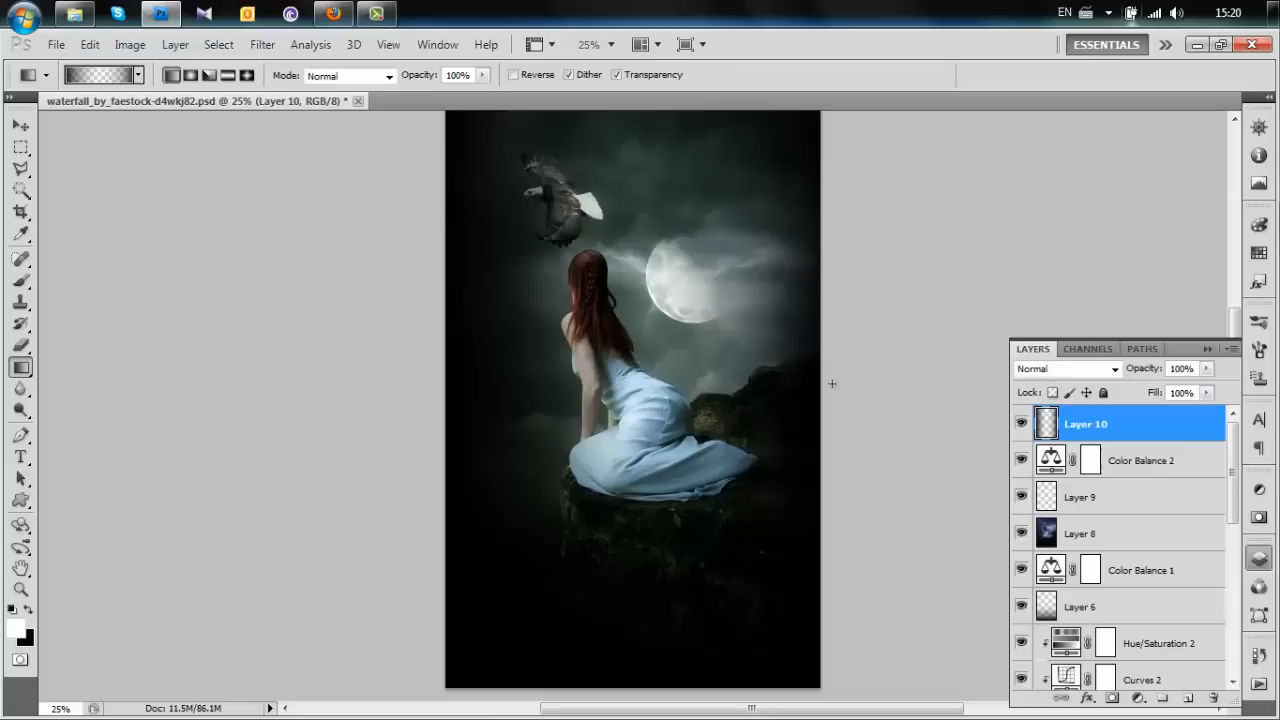 EN 15:20
Ps File Edit Image Layer Select Filter Analysis 3D View Window Help 25% ESSENTIALS
Mode: Normal Opacity: 100% Reverse Dither Transparency
waterfall_by_faestock-d4wkj82.psd @ 25% (Layer 10, RGB/8) *
LAYERS CHANNELS PATHS
Normal Opacity: 100%
Lock: Fill: 100%
Layer 10
Color Balance 2
Layer 9
Layer 8
Color Balance 1
Layer 6
Hue/Saturation 2
Curves 2
25% Doc: 11.5M/86.1M